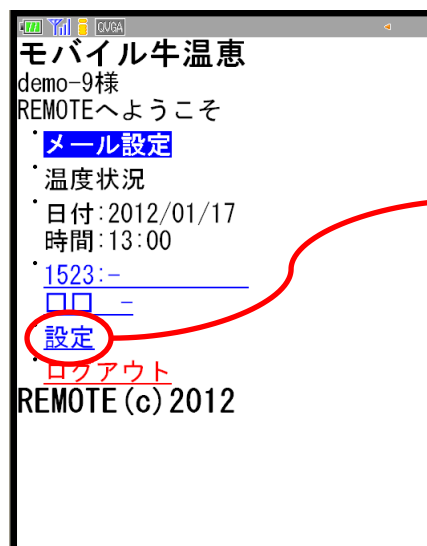 QVGA
モバイル牛温恵
demo-9様
REMOTEへようこそ
メール設定
温度状況
日付:2012/01/17
時間:13:00
1523:-
口口 -
設定
ログアウト
REMOTE(c)2012